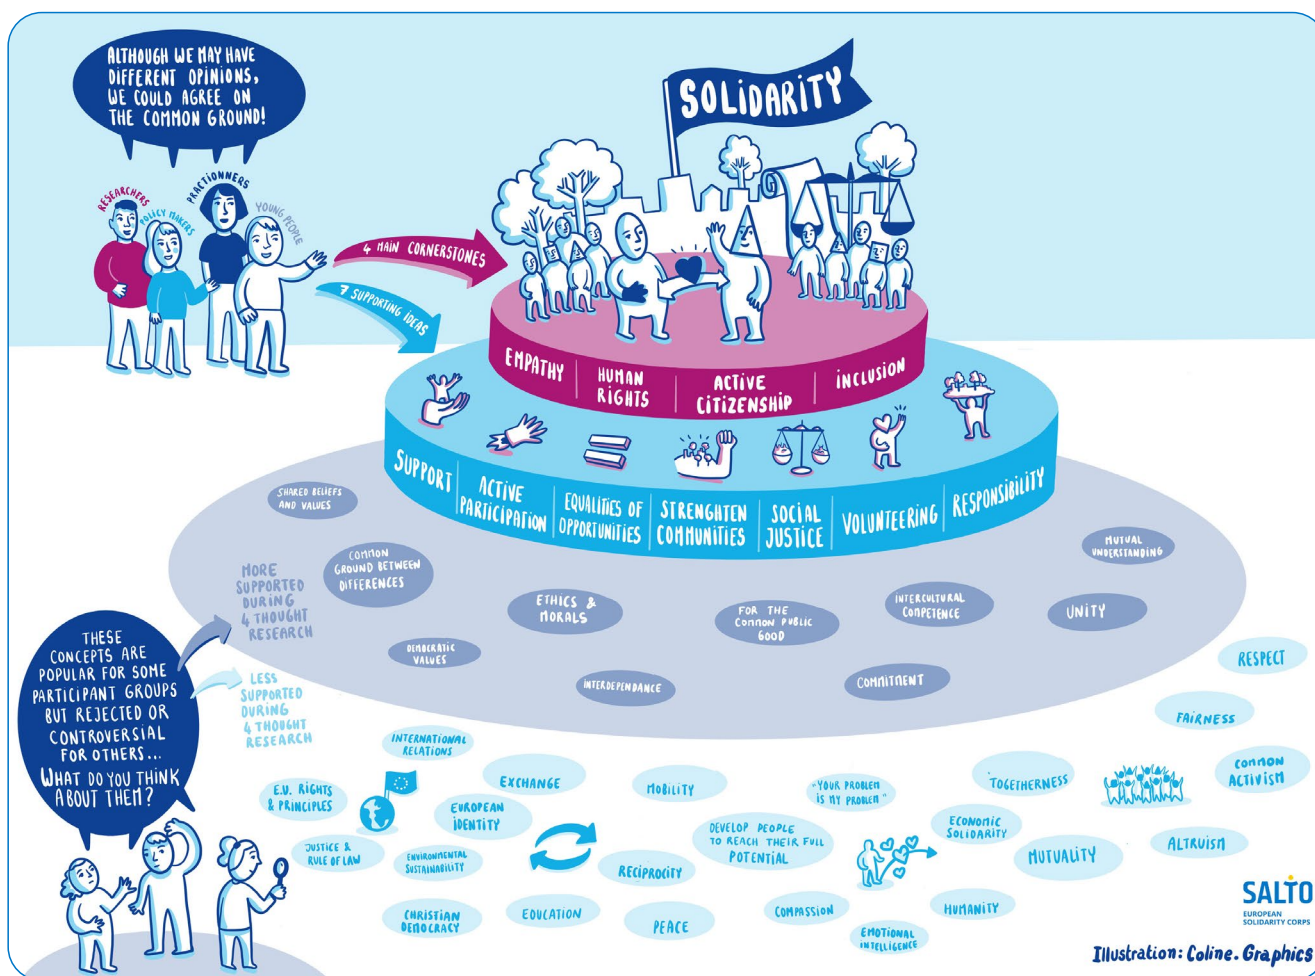 ALTHOUGH WE MAY HAVE
DIFFERENT OPINIONS,
WE COULD AGREE ON
THE COMMON GROUND!
RESEARCHERS
POLICY MAKERS
PRACTIONNERS
YOUNG PEOPLE
4 MAIN CORNERSTONES
7 SUPPORTING IDEAS
SOLIDARITY
EMPATHY
HUMAN
RIGHTS
ACTIVE
CITIZENSHIP
INCLUSION
SUPPORT
ACTIVE
PARTICIPATION
EQUALITIES OF
OPPORTUNITIES
STRENGHTEN
COMMUNITIES
SOCIAL
JUSTICE
VOLUNTEERING
RESPONSIBILITY
SHARED BELIEFS
AND VALUES
COMMON
GROUND BETWEEN
DIFFERENCES
ETHICS &
MORALS
FOR THE
COMMON PUBLIC
GOOD
INTERCULTURAL
COMPETENCE
MUTUAL
UNDERSTANDING
UNITY
DEMOCRATIC
VALUES
INTERDEPENDANCE
COMMITMENT
MORE
SUPPORTED
DURING
4 THOUGHT
RESEARCH
LESS
SUPPORTED
DURING
4 THOUGHT
RESEARCH
THESE
CONCEPTS ARE
POPULAR FOR SOME
PARTICIPANT GROUPS
BUT REJECTED OR
CONTROVERSIAL
FOR OTHERS...
WHAT DO YOU THINK
ABOUT THEM?
RESPECT
FAIRNESS
COMMON
ACTIVISM
ALTRUISM
TOGETHERNESS
INTERNATIONAL
RELATIONS
EXCHANGE
MOBILITY
"YOUR PROBLEM
IS MY PROBLEM"
E.U. RIGHTS
& PRINCIPLES
EUROPEAN
IDENTITY
DEVELOP PEOPLE
TO REACH THEIR FULL
POTENTIAL
ECONOMIC
SOLIDARITY
MUTUALITY
JUSTICE &
RULE OF LAW
ENVIRONMENTAL
SUSTAINABILITY
RECIPROCITY
CHRISTIAN
DEMOCRACY
EDUCATION
PEACE
COMPASSION
EMOTIONAL
INTELLIGENCE
HUMANITY
SALTO
EUROPEAN
SOLIDARITY CORPS
Illustration: Coline.Graphics